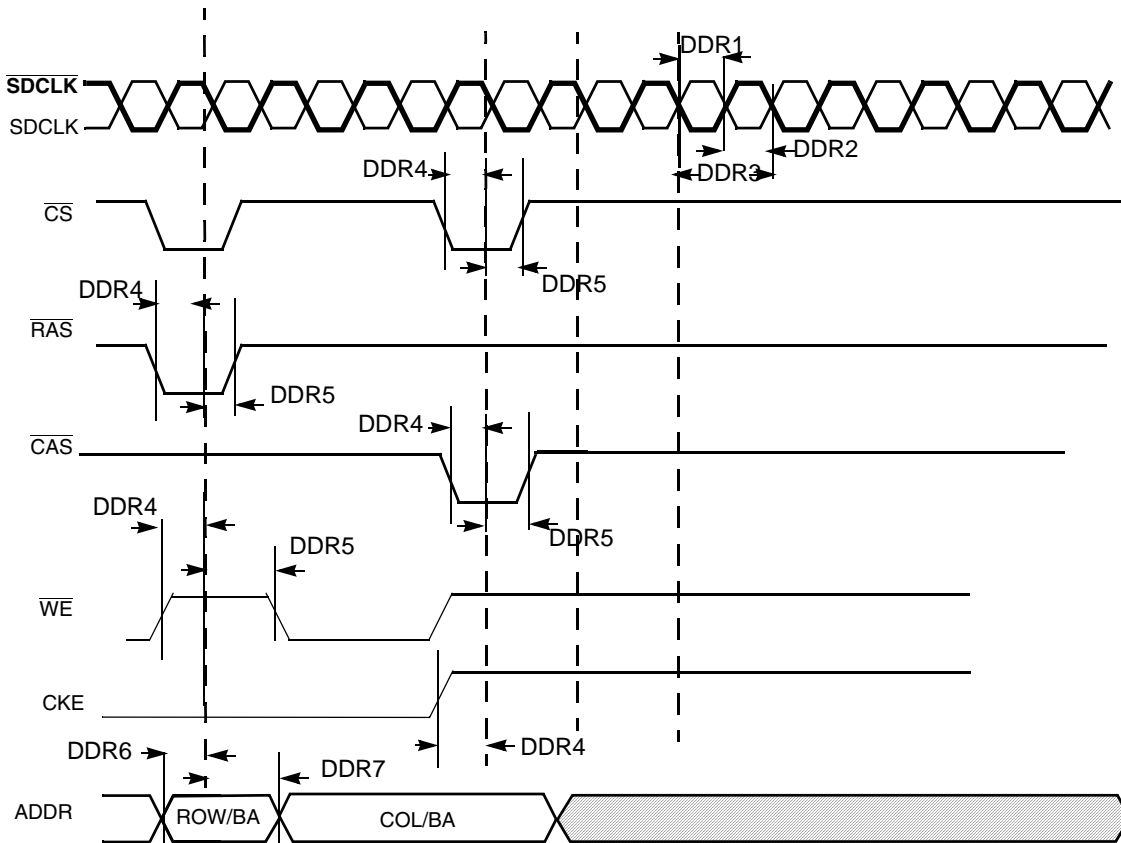 DDR1
SDCLK
SDCLK
DDR2
DDR4
DDR3
CS
DDR5
DDR4
RAS
DDR5
DDR4
CAS
DDR4
DDR5
DDR5
WE
CKE
DDR6
DDR4
DDR7
ADDR
ROW/BA
COL/BA